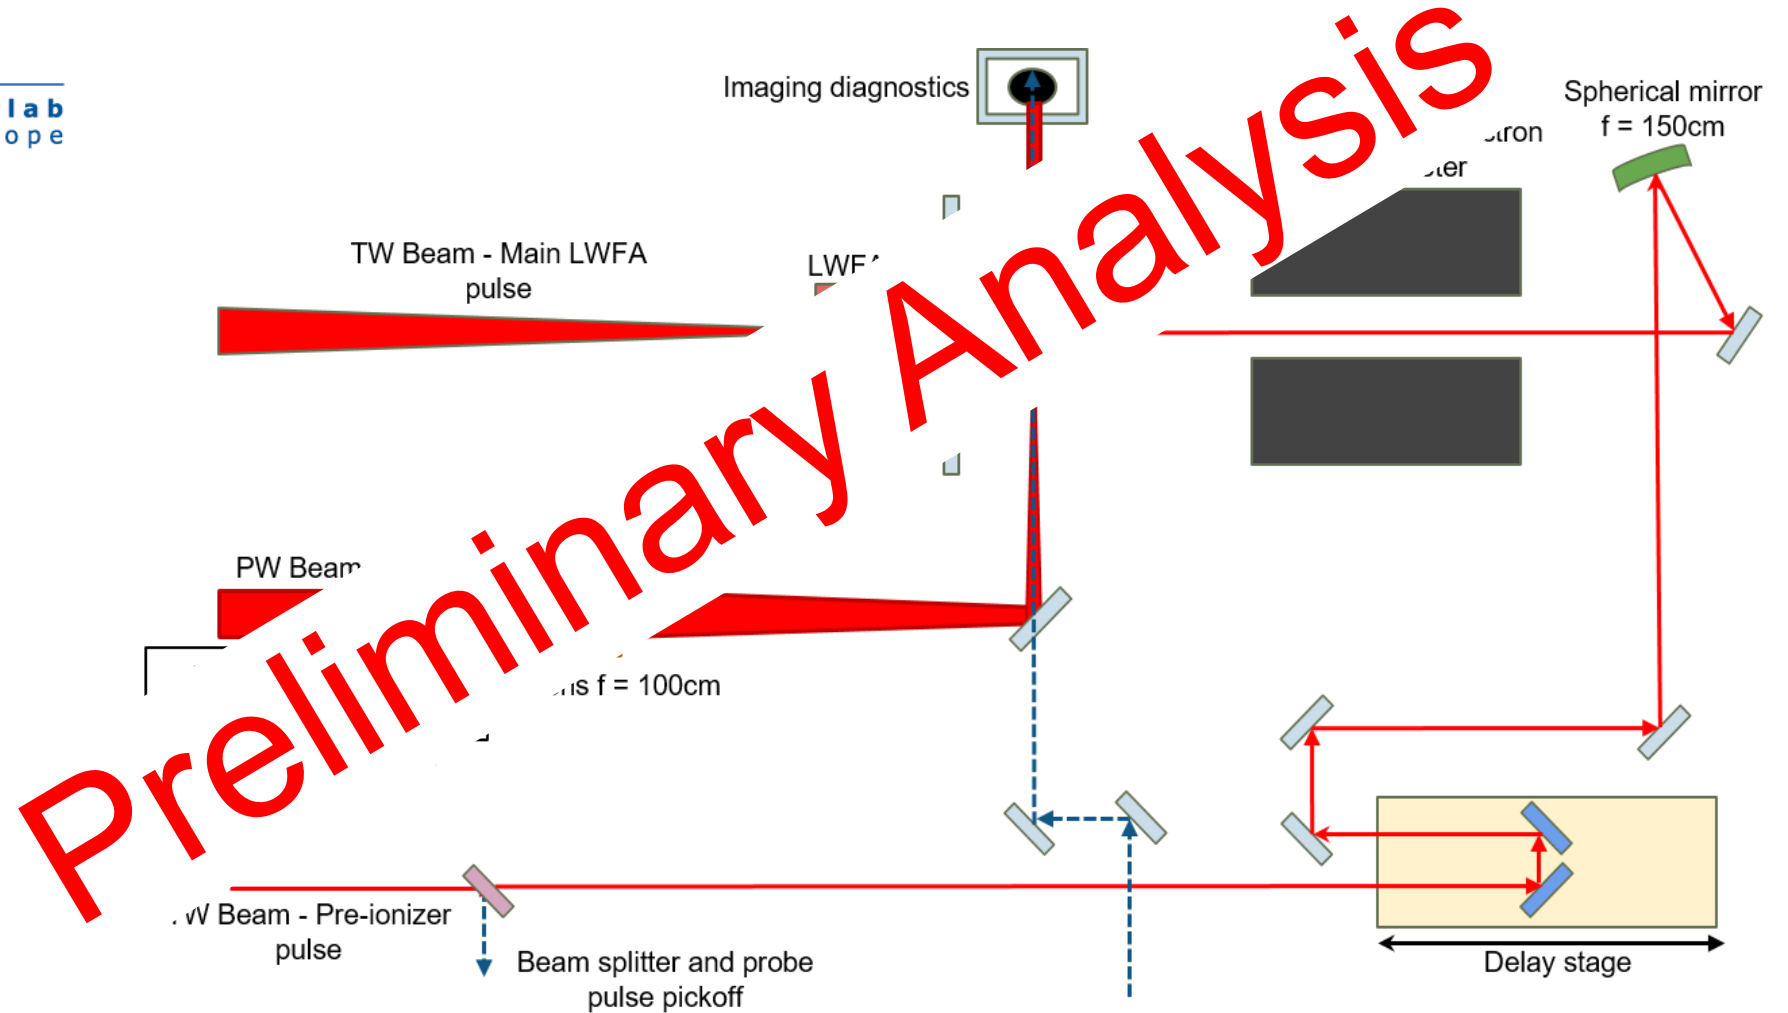 lab
ope
Imaging diagnostics
Spherical mirror
f = 150cm
TW Beam - Main LWFA
pulse
PW Beam
f = 100cm
Preliminary Analysis
Beam - Pre-ionizer
pulse
Beam splitter and probe
pulse pickoff
Delay stage